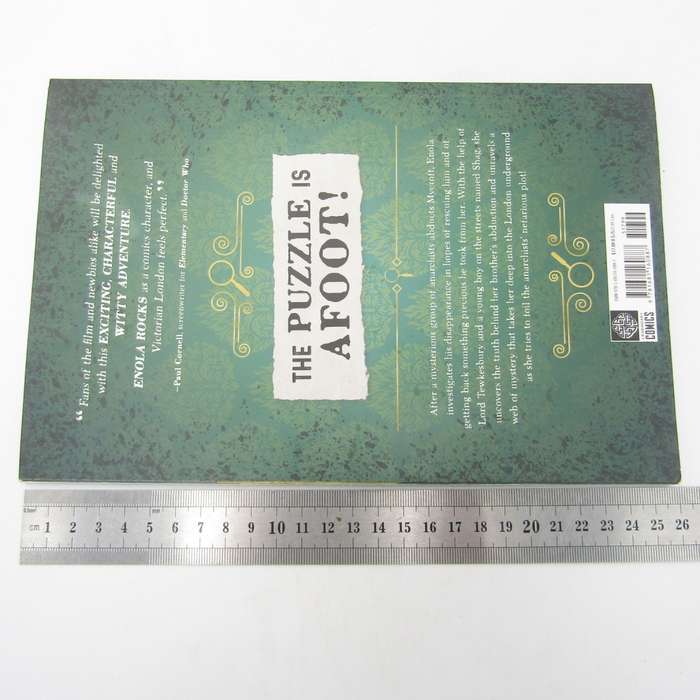 “Fans of the film and newbies alike will be delighted
with this EXCITING, CHARACTERFUL and
WITTY ADVENTURE.
ENOLA ROCKS as a comics character, and
Victorian London feels perfect.”
–Paul Cornell, screenwriter for Elementary and Doctor Who
THE PUZZLE IS
AFOOT!
After a mysterious group of anarchists abducts Mycroft, Enola
investigates his disappearance in hopes of rescuing him and of
getting back something precious he took from her. With the help of
Lord Tewkesbury and a young boy on the streets named Shag, she
uncovers the truth behind her brother's abduction and unravels a
web of mystery that takes her deep into the London underground
as she tries to foil the anarchists' nefarious plot!
COMICS
0.5mm
mm
cm 1 2 3 4 5 6 7 8 9 10 11 12 13 14 15 16 17 18 19 20 21 22 23 24 25 26